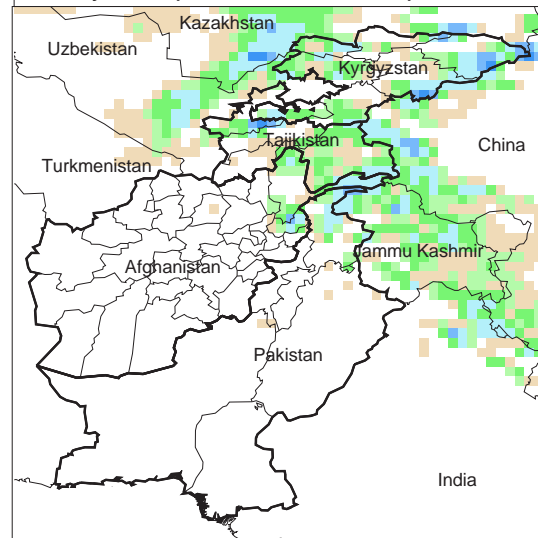 Kazakhstan
Uzbekistan
Kyrgyzstan
Tajikistan
China
Turkmenistan
Jammu Kashmir
Afghanistan
Pakistan
India